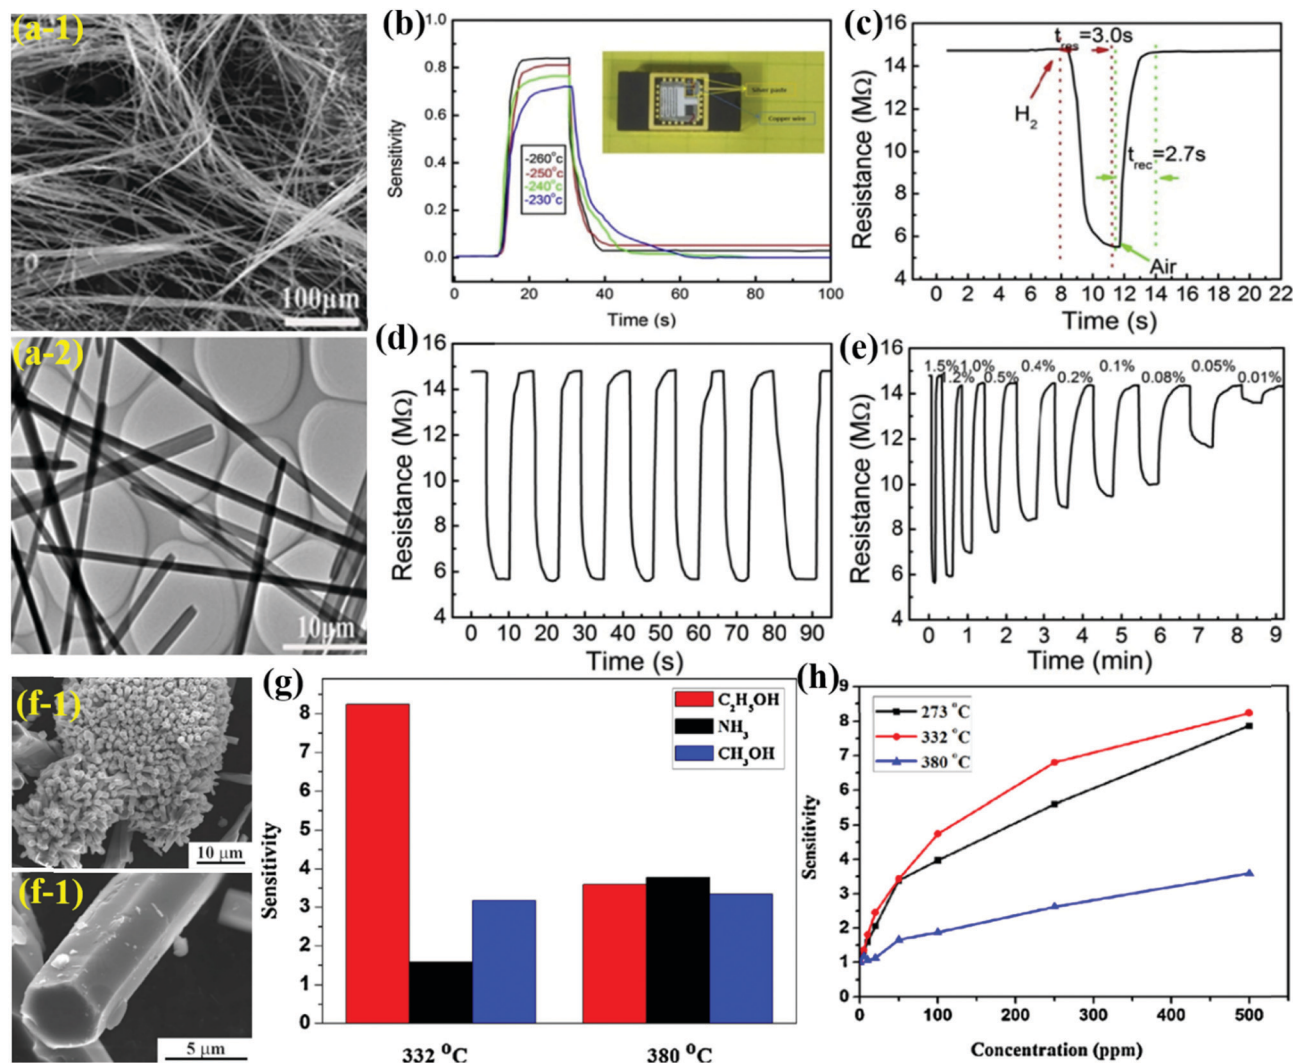 (a-1)
100μm
(b)
1.0
0.8
0.6
0.4
0.2
0.0
Sensitivity
Silver paste
Copper wire
-260°c
-250°c
-240°c
-230°c
0 20 40 60 80 100
Time (s)
(c)
16
14
12
10
8
6
4
Resistance (MΩ)
tres=3.0s
H2
trec=2.7s
Air
0 2 4 6 8 10 12 14 16 18 20 22
Time (s)
(a-2)
10μm
(d)
16
14
12
10
8
6
4
Resistance (MΩ)
0 10 20 30 40 50 60 70 80 90
Time (s)
(e)
16
14
12
10
8
6
4
Resistance (MΩ)
1.5% 1.0% 0.4% 0.1% 0.05%
1.2% 0.5% 0.2% 0.08% 0.01%
0 1 2 3 4 5 6 7 8 9
Time (min)
(f-1)
10 μm
(f-1)
5 μm
(g)
8
7
6
5
4
3
2
1
0
Sensitivity
C2H5OH
NH3
CH3OH
332 °C 380 °C
(h)
9
8
7
6
5
4
3
2
1
0
Sensitivity
273 °C
332 °C
380 °C
0 100 200 300 400 500
Concentration (ppm)